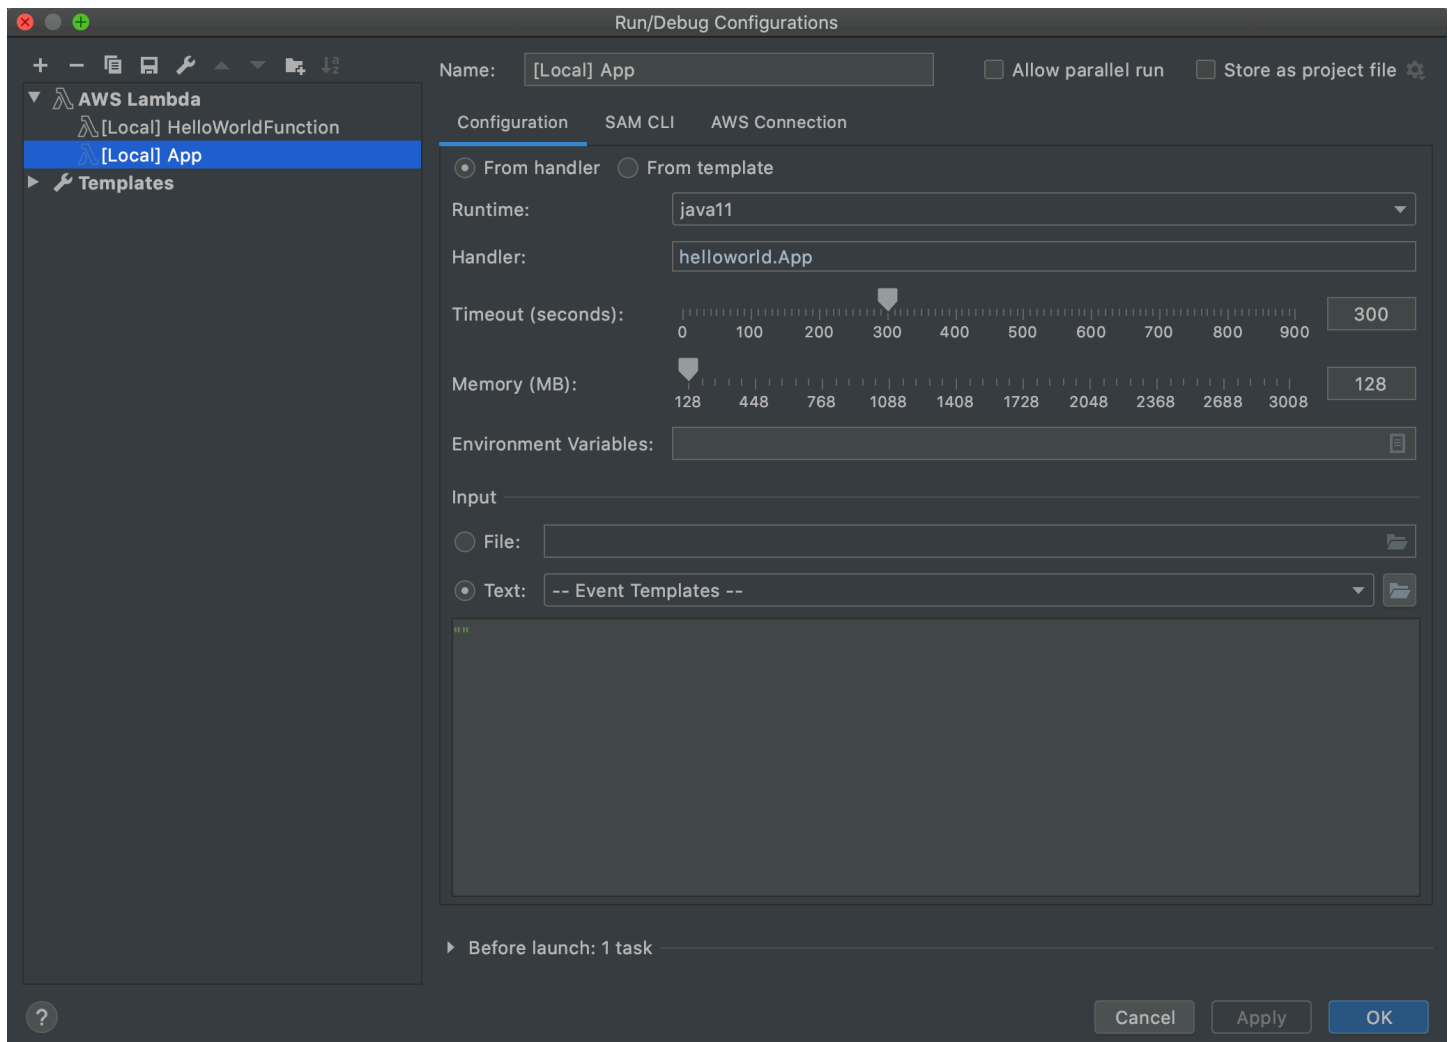 Run/Debug Configurations
AWS Lambda
[Local] HelloWorldFunction
[Local] App
Templates
Name: [Local] App Allow parallel run Store as project file
Configuration SAM CLI AWS Connection
From handler From template
Runtime: java11
Handler: helloworld.App
Timeout (seconds): 300
0 100 200 300 400 500 600 700 800 900
Memory (MB): 128
128 448 768 1088 1408 1728 2048 2368 2688 3008
Environment Variables:
Input
File:
Text: -- Event Templates --
""
Before launch: 1 task
? Cancel Apply OK